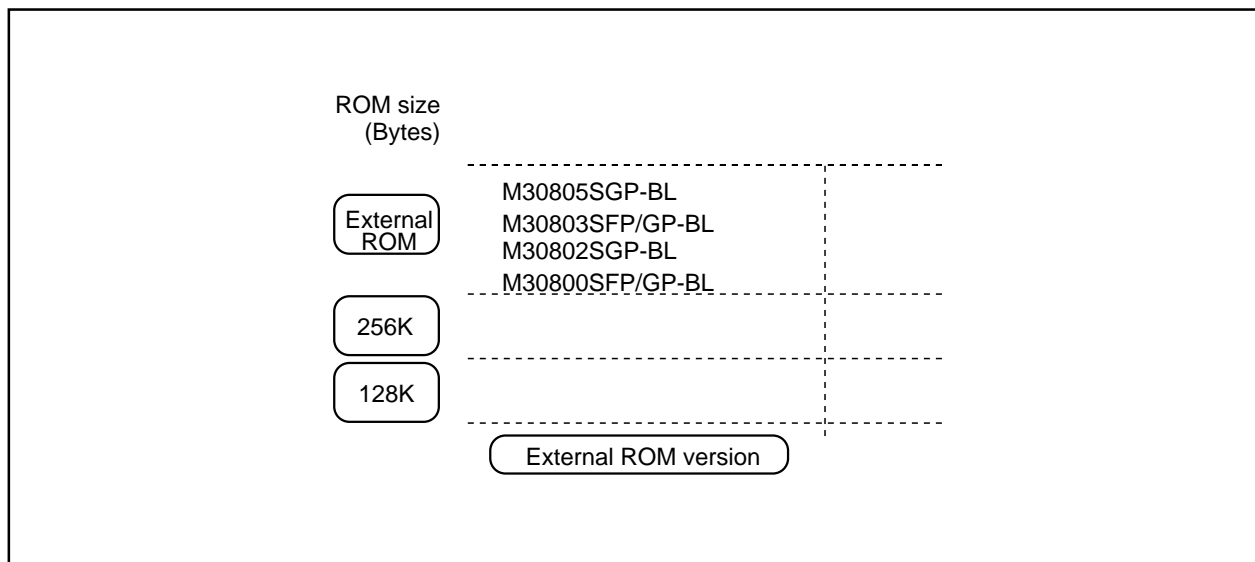 ROM size
(Bytes)
External
ROM
M30805SGP-BL
M30803SFP/GP-BL
M30802SGP-BL
M30800SFP/GP-BL
256K
128K
External ROM version